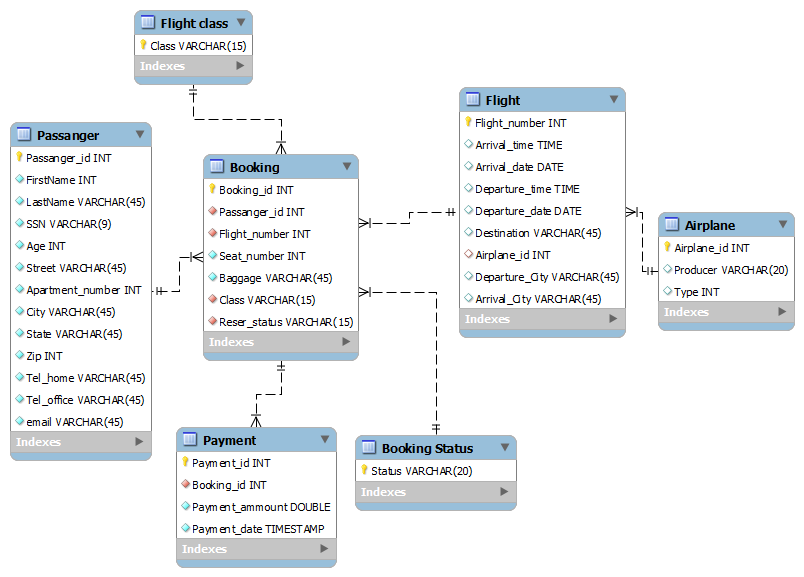 Flight class
Class VARCHAR(15)
Indexes
Passanger
Passanger_id INT
FirstName INT
LastName VARCHAR(45)
SSN VARCHAR(9)
Age INT
Street VARCHAR(45)
Apartment_number INT
City VARCHAR(45)
State VARCHAR(45)
Zip INT
Tel_home VARCHAR(45)
Tel_office VARCHAR(45)
email VARCHAR(45)
Indexes
Booking
Booking_id INT
Passanger_id INT
Flight_number INT
Seat_number INT
Baggage VARCHAR(45)
Class VARCHAR(15)
Reser_status VARCHAR(15)
Indexes
Flight
Flight_number INT
Arrival_time TIME
Arrival_date DATE
Departure_time TIME
Departure_date DATE
Destination VARCHAR(45)
Airplane_id INT
Departure_City VARCHAR(45)
Arrival_City VARCHAR(45)
Indexes
Airplane
Airplane_id INT
Producer VARCHAR(20)
Type INT
Indexes
Payment
Payment_id INT
Booking_id INT
Payment_ammount DOUBLE
Payment_date TIMESTAMP
Indexes
Booking Status
Status VARCHAR(20)
Indexes